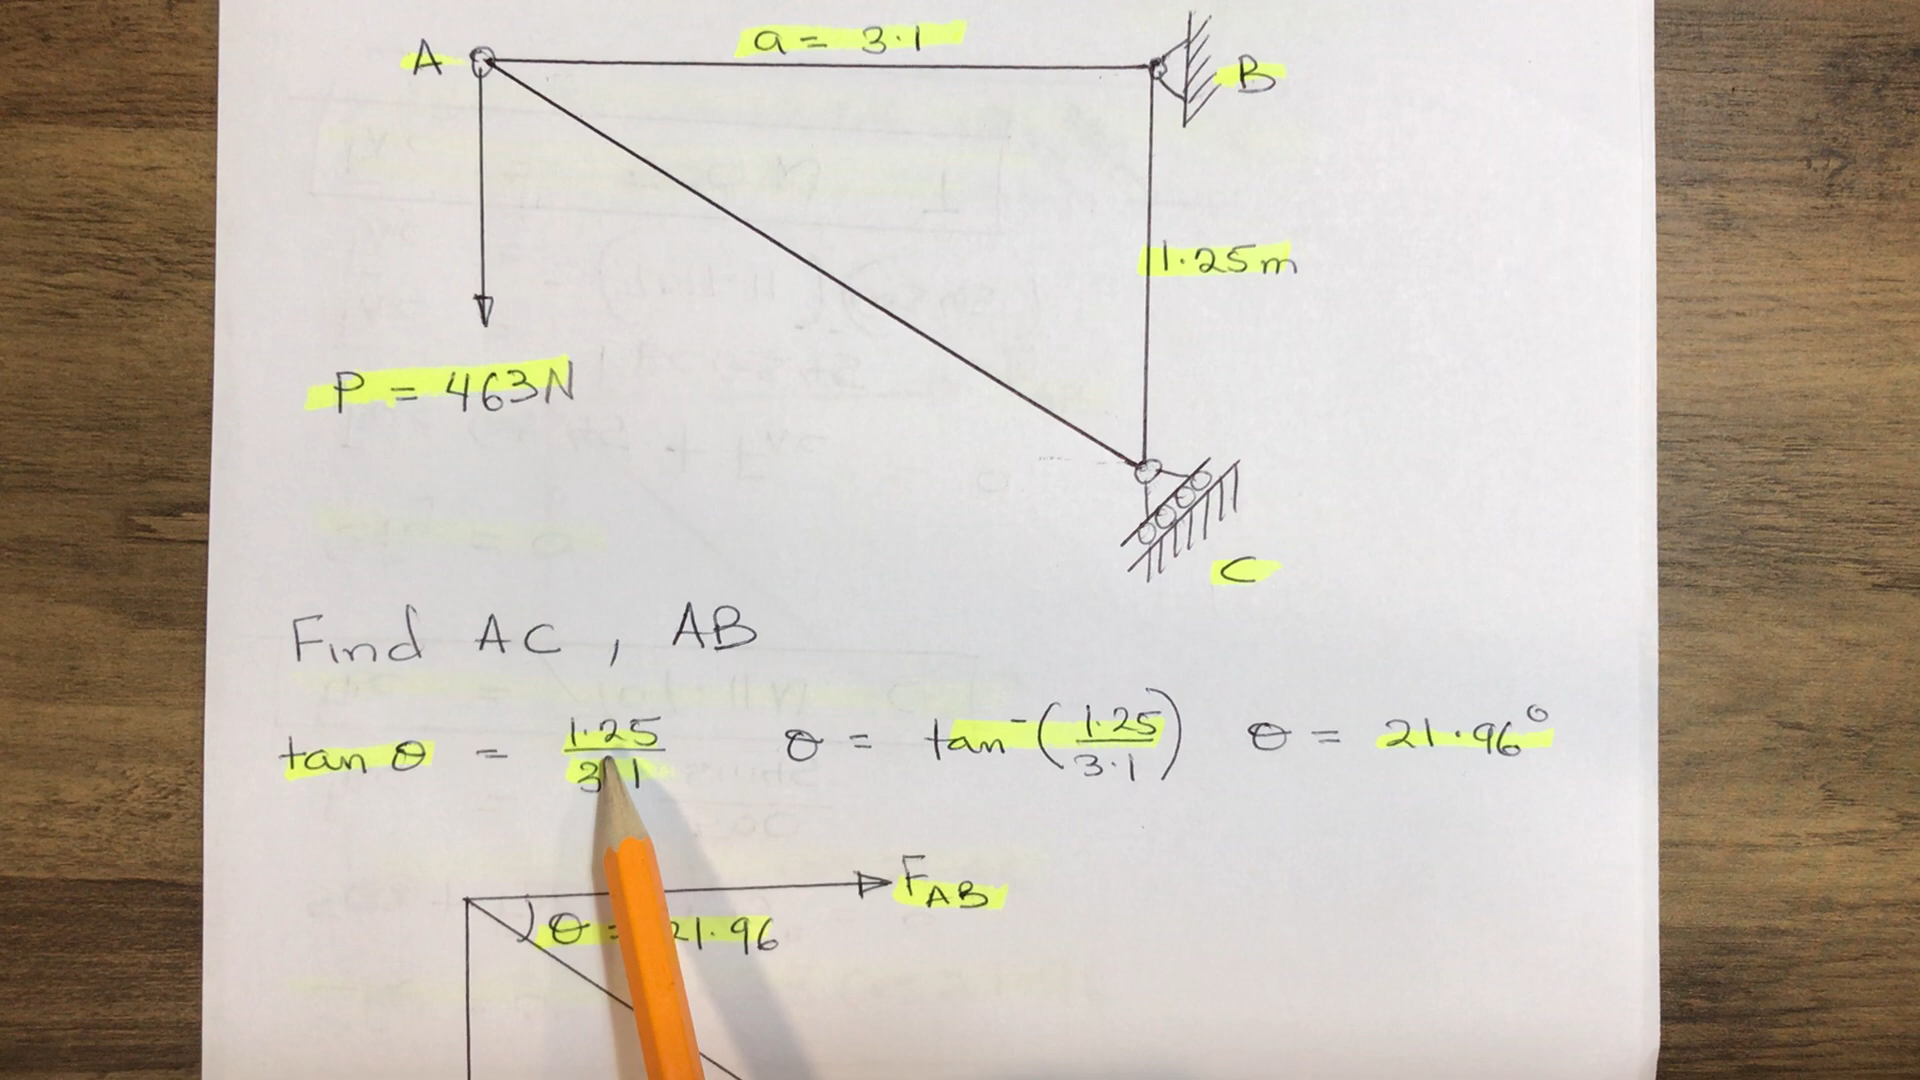 a = 3.1
A
B
1.25m
P = 463N
C
Find AC, AB
tan θ = 1.25/3.1 θ = tan⁻(1.25/3.1) θ = 21.96°
F_AB
θ = 21.96